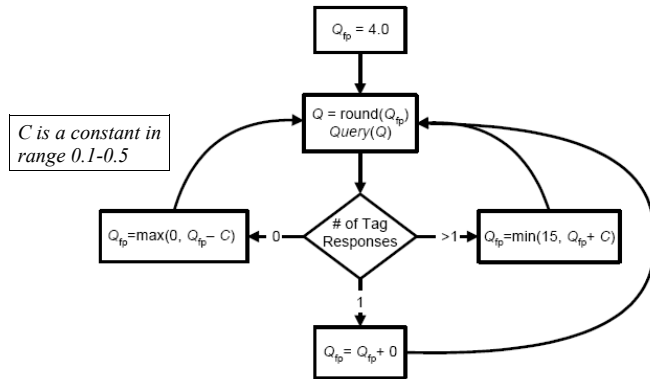 Q_fp = 4.0
Q = round(Q_fp)
Query(Q)
C is a constant in
range 0.1-0.5
# of Tag
Responses
Q_fp=max(0, Q_fp – C)
0
>1
Q_fp=min(15, Q_fp + C)
1
Q_fp= Q_fp+ 0